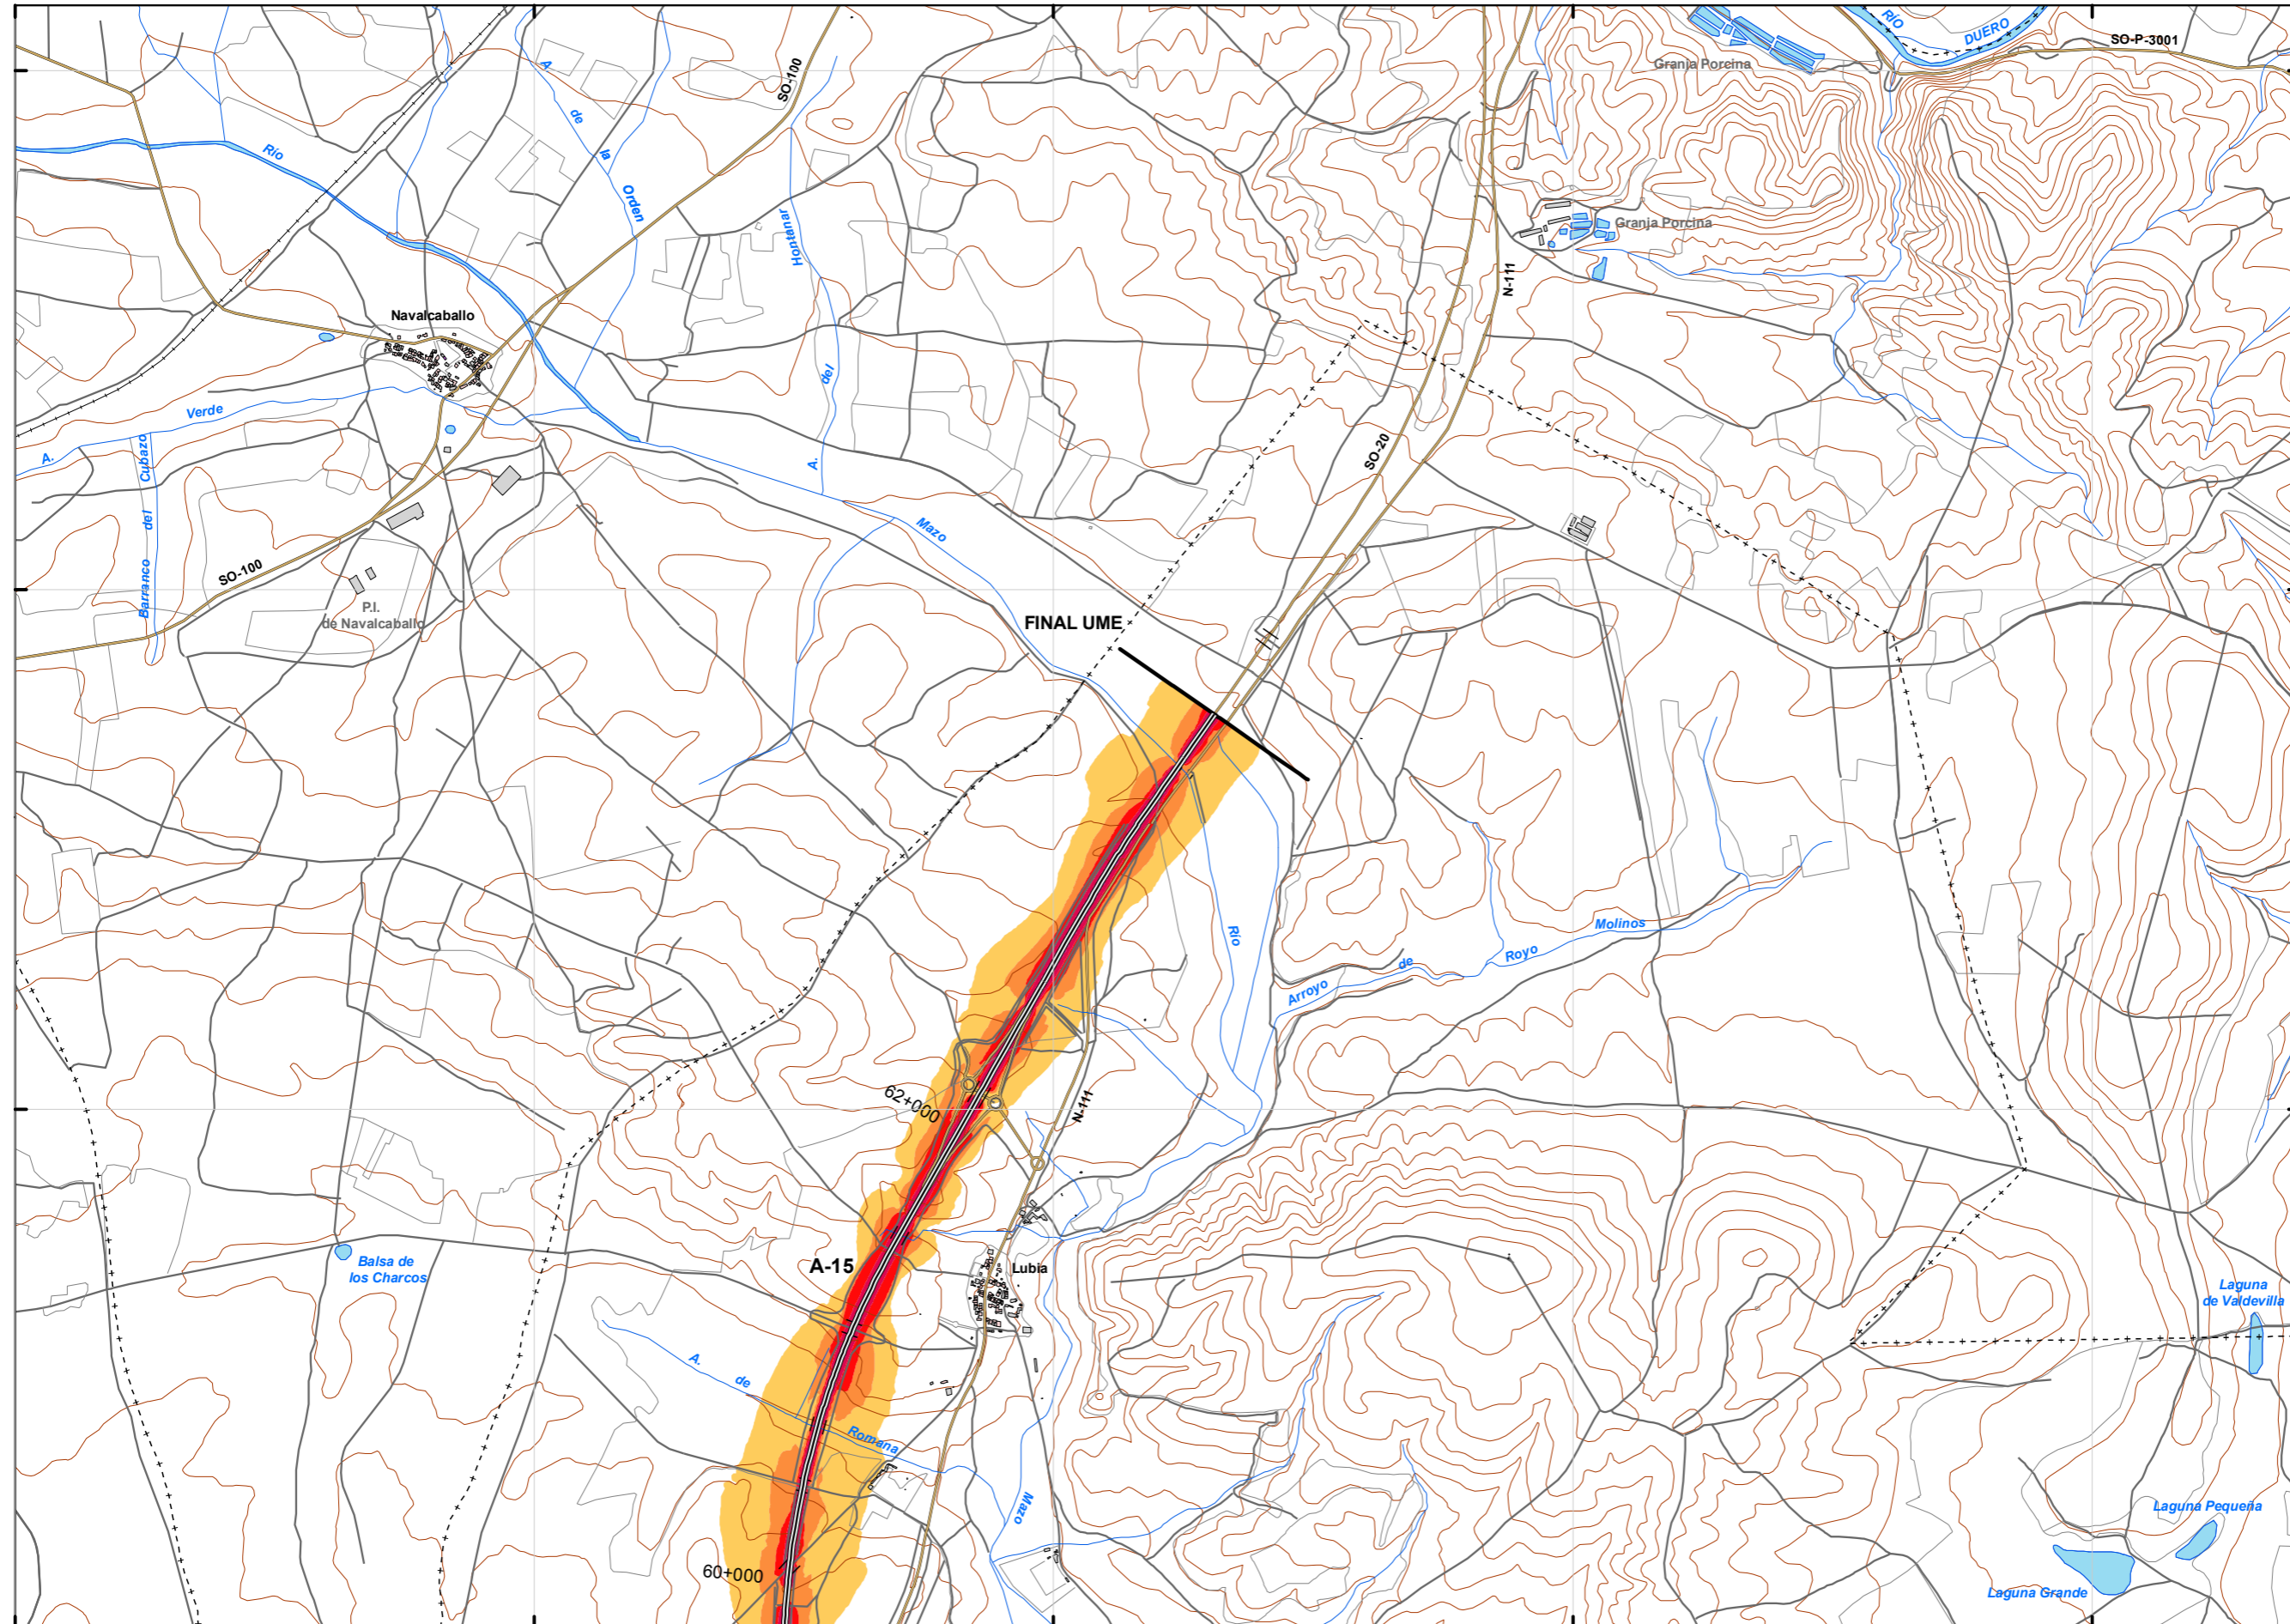 RÍO
DUERO
SO-P-3001
Granja Porcina
SO-100
A.
de
la
Orden
Río
Hontanar
del
A.
Granja Porcina
N-111
Navalcaballo
Verde
A.
Cubazo
del
Barranco
SO-20
Mazo
SO-100
P.I.
de Navalcaballo
FINAL UME
Río
Molinos
Royo
de
Arroyo
62+000
N-111
A-15
Lubia
Balsa de
los Charcos
Laguna
de Valdevilla
A.
de
Romana
Mazo
Laguna Pequeña
60+000
Laguna Grande